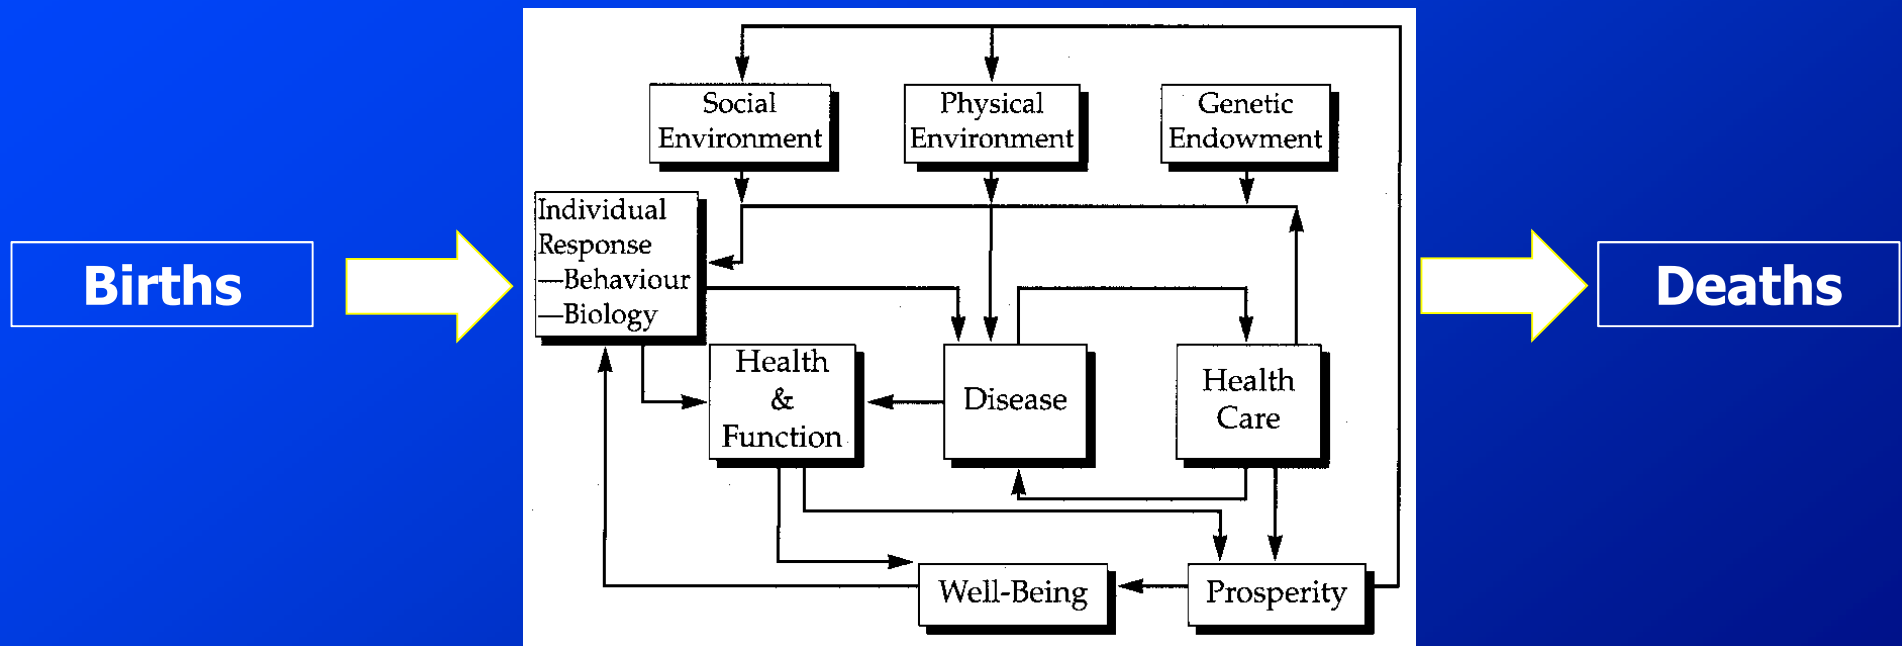 Births
Social
Environment
Physical
Environment
Genetic
Endowment
Individual
Response
—Behaviour
—Biology
Health
&
Function
Disease
Health
Care
Well-Being
Prosperity
Deaths